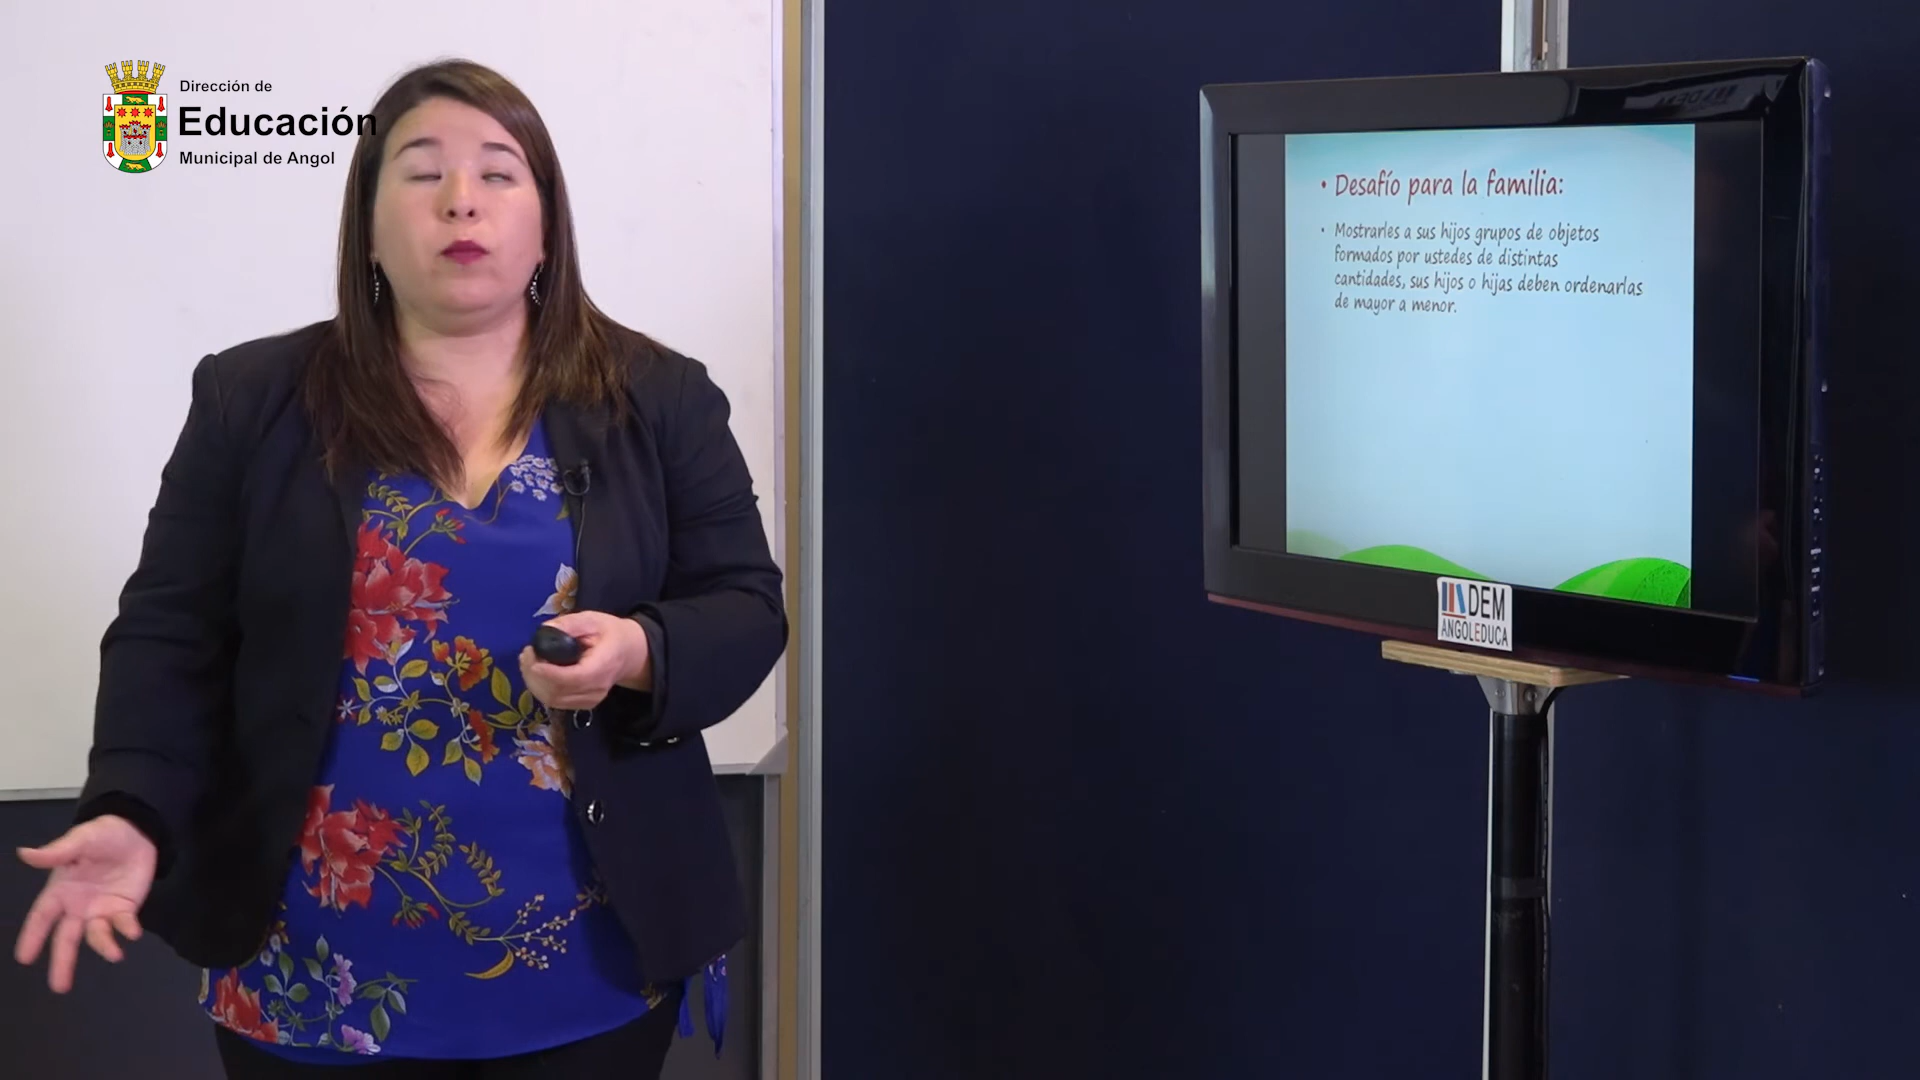 Dirección de
Educación
Municipal de Angol
• Desafío para la familia:
• Mostrarles a sus hijos grupos de objetos
formados por ustedes de distintas
cantidades, sus hijos o hijas deben ordenarlas
de mayor a menor.
DEM
ANGOLEDUCA